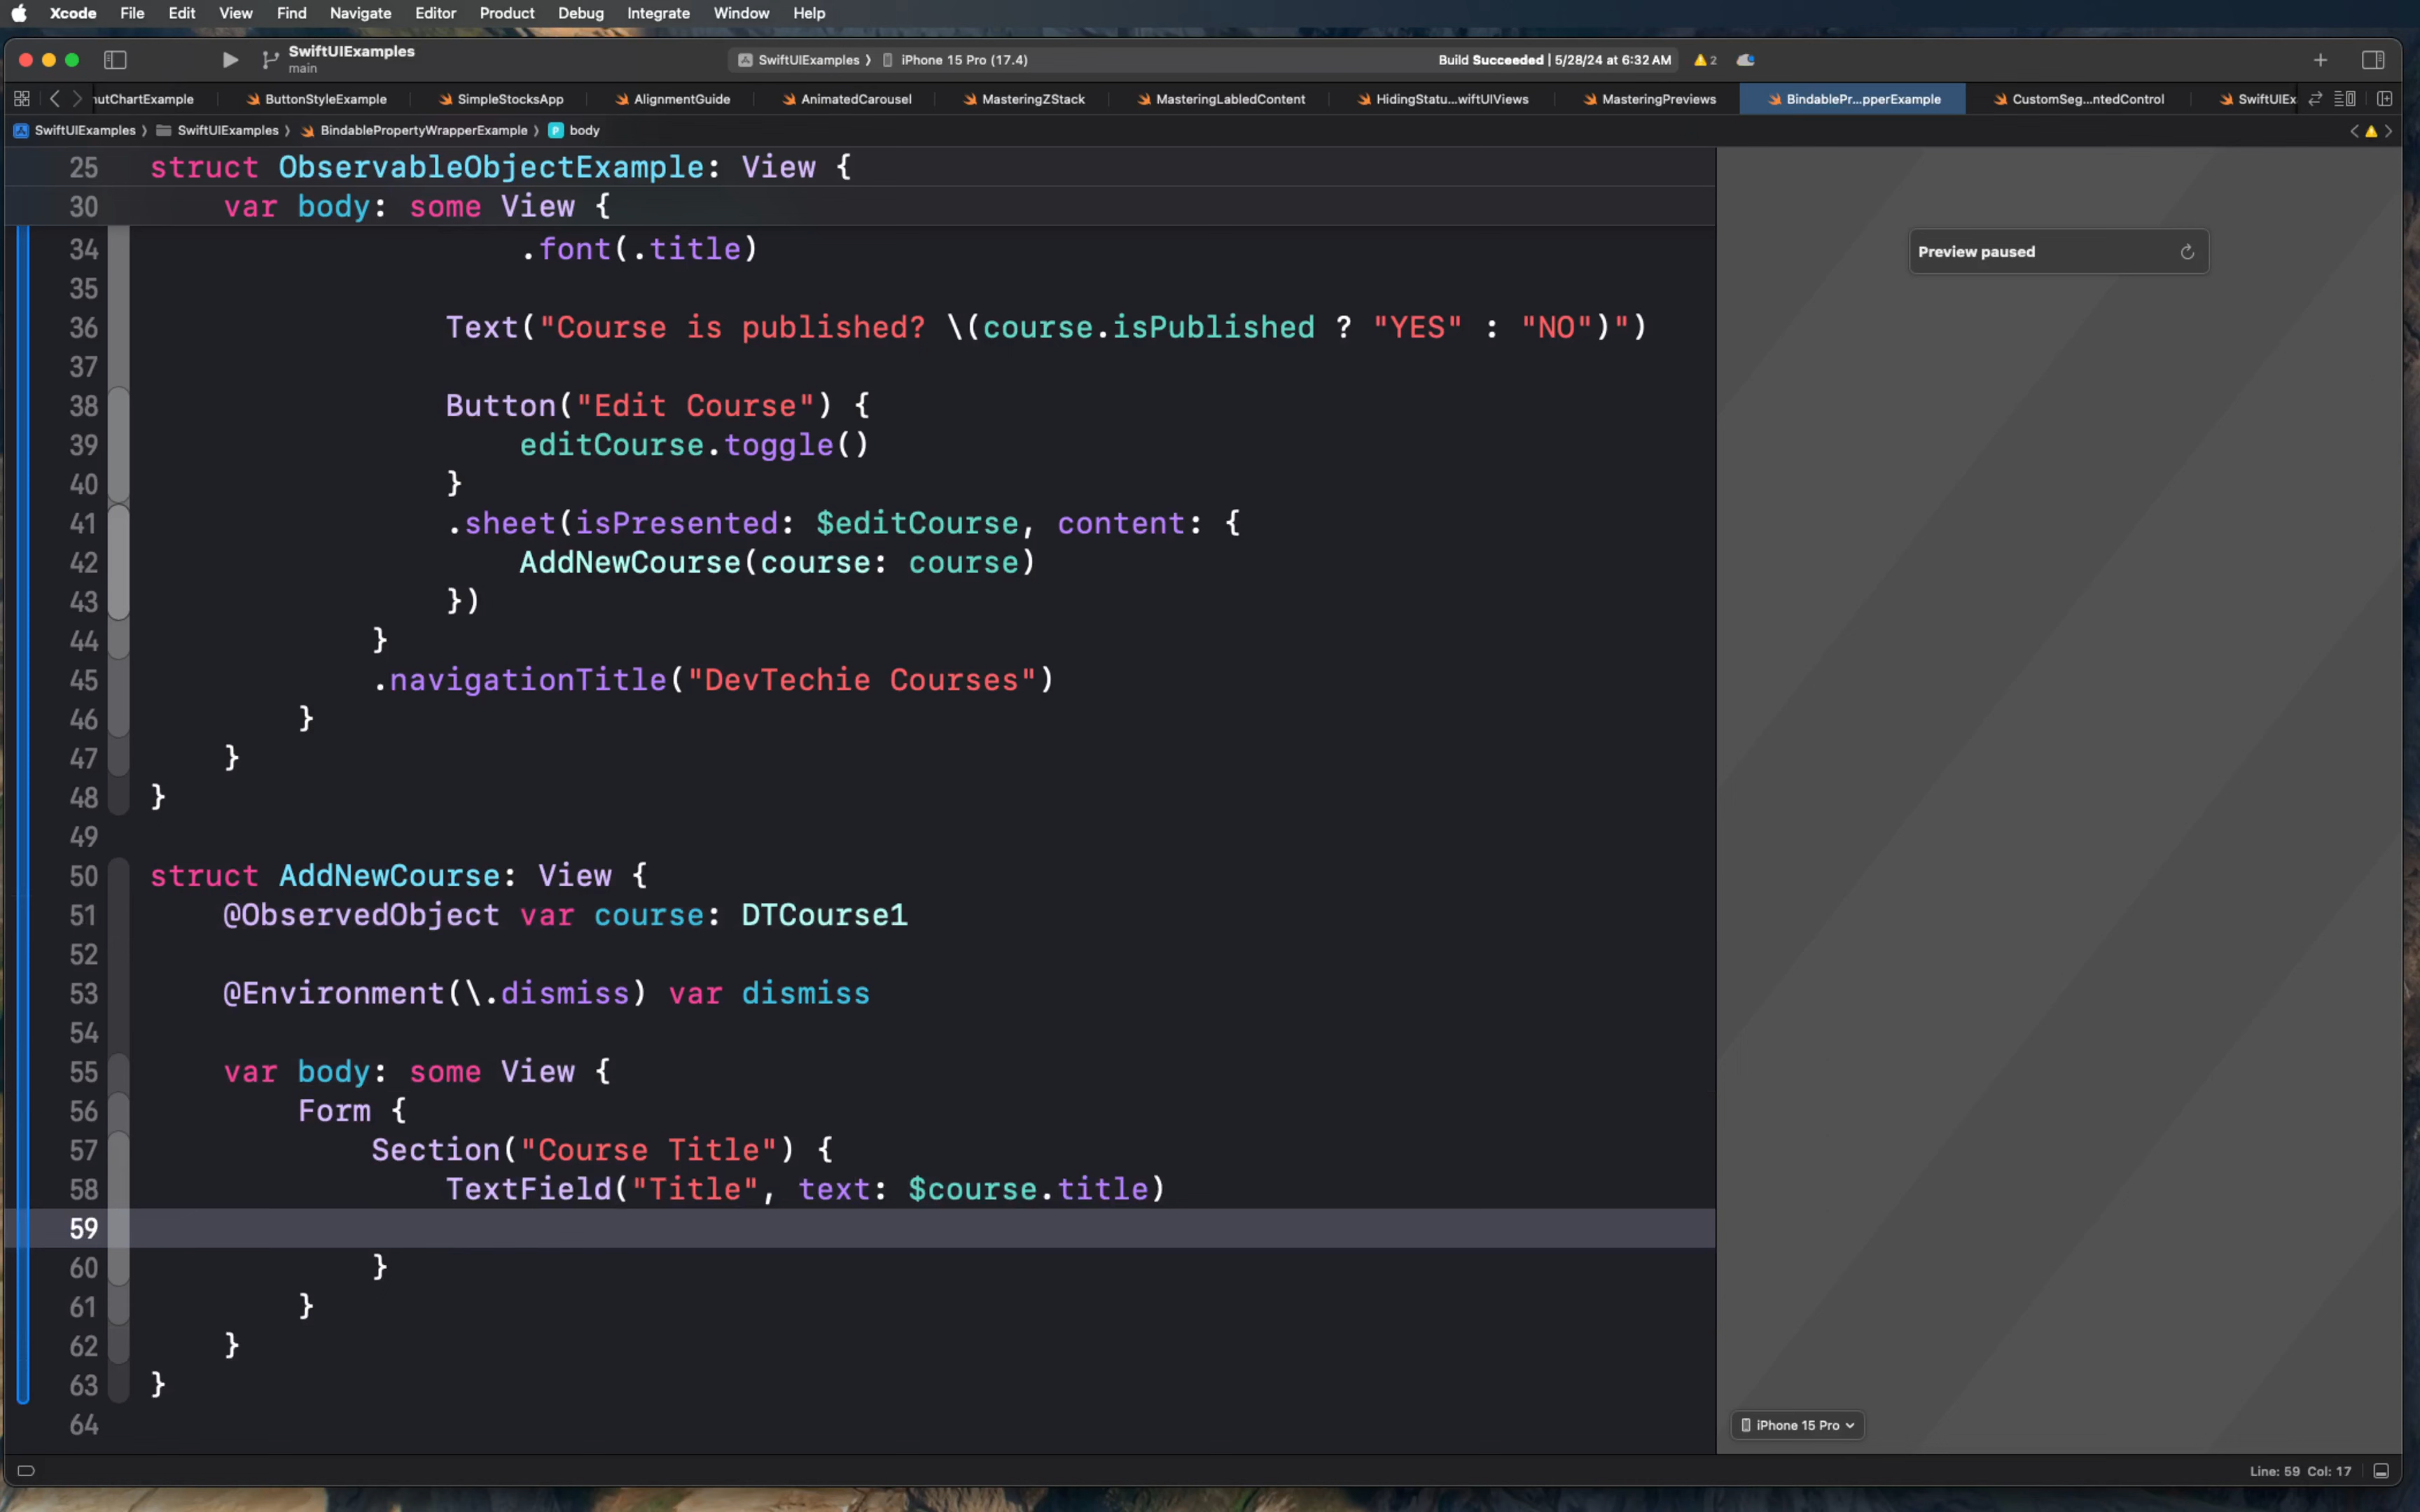 Xcode File Edit View Find Navigate Editor Product Debug Integrate Window Help
SwiftUIExamples
main
SwiftUIExamples ⟩ iPhone 15 Pro (17.4)
Build Succeeded | 5/28/24 at 6:32 AM
2
nutChartExample ButtonStyleExample SimpleStocksApp AlignmentGuide AnimatedCarousel MasteringZStack MasteringLabledContent HidingStatu...wiftUIViews MasteringPreviews BindablePr...pperExample CustomSeg...ntedControl SwiftUIEx
SwiftUIExamples ⟩ SwiftUIExamples ⟩ BindablePropertyWrapperExample ⟩ P body
25 struct ObservableObjectExample: View {
30 var body: some View {
34 .font(.title)
35
36 Text("Course is published? \(course.isPublished ? "YES" : "NO")")
37
38 Button("Edit Course") {
39 editCourse.toggle()
40 }
41 .sheet(isPresented: $editCourse, content: {
42 AddNewCourse(course: course)
43 })
44 }
45 .navigationTitle("DevTechie Courses")
46 }
47 }
48 }
49
50 struct AddNewCourse: View {
51 @ObservedObject var course: DTCourse1
52
53 @Environment(\.dismiss) var dismiss
54
55 var body: some View {
56 Form {
57 Section("Course Title") {
58 TextField("Title", text: $course.title)
59
60 }
61 }
62 }
63 }
64
Preview paused
iPhone 15 Pro
Line: 59 Col: 17